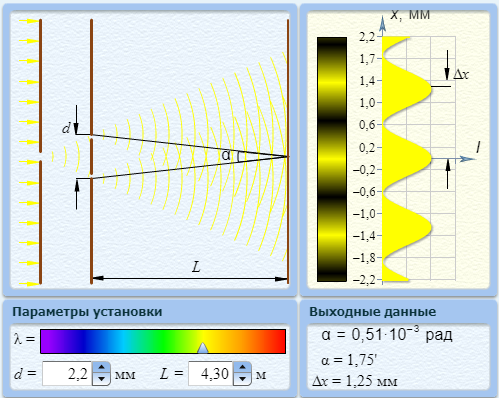 d
α
L
x, мм
2,2
1,7
1,4
1,0
0,6
0,2
−0,2
−0,6
−1,0
−1,4
−1,8
−2,2
Δx
I
Параметры установки
λ =
d = 2,2 мм L = 4,30 м
Выходные данные
α = 0,51·10⁻³ рад
α = 1,75'
Δx = 1,25 мм